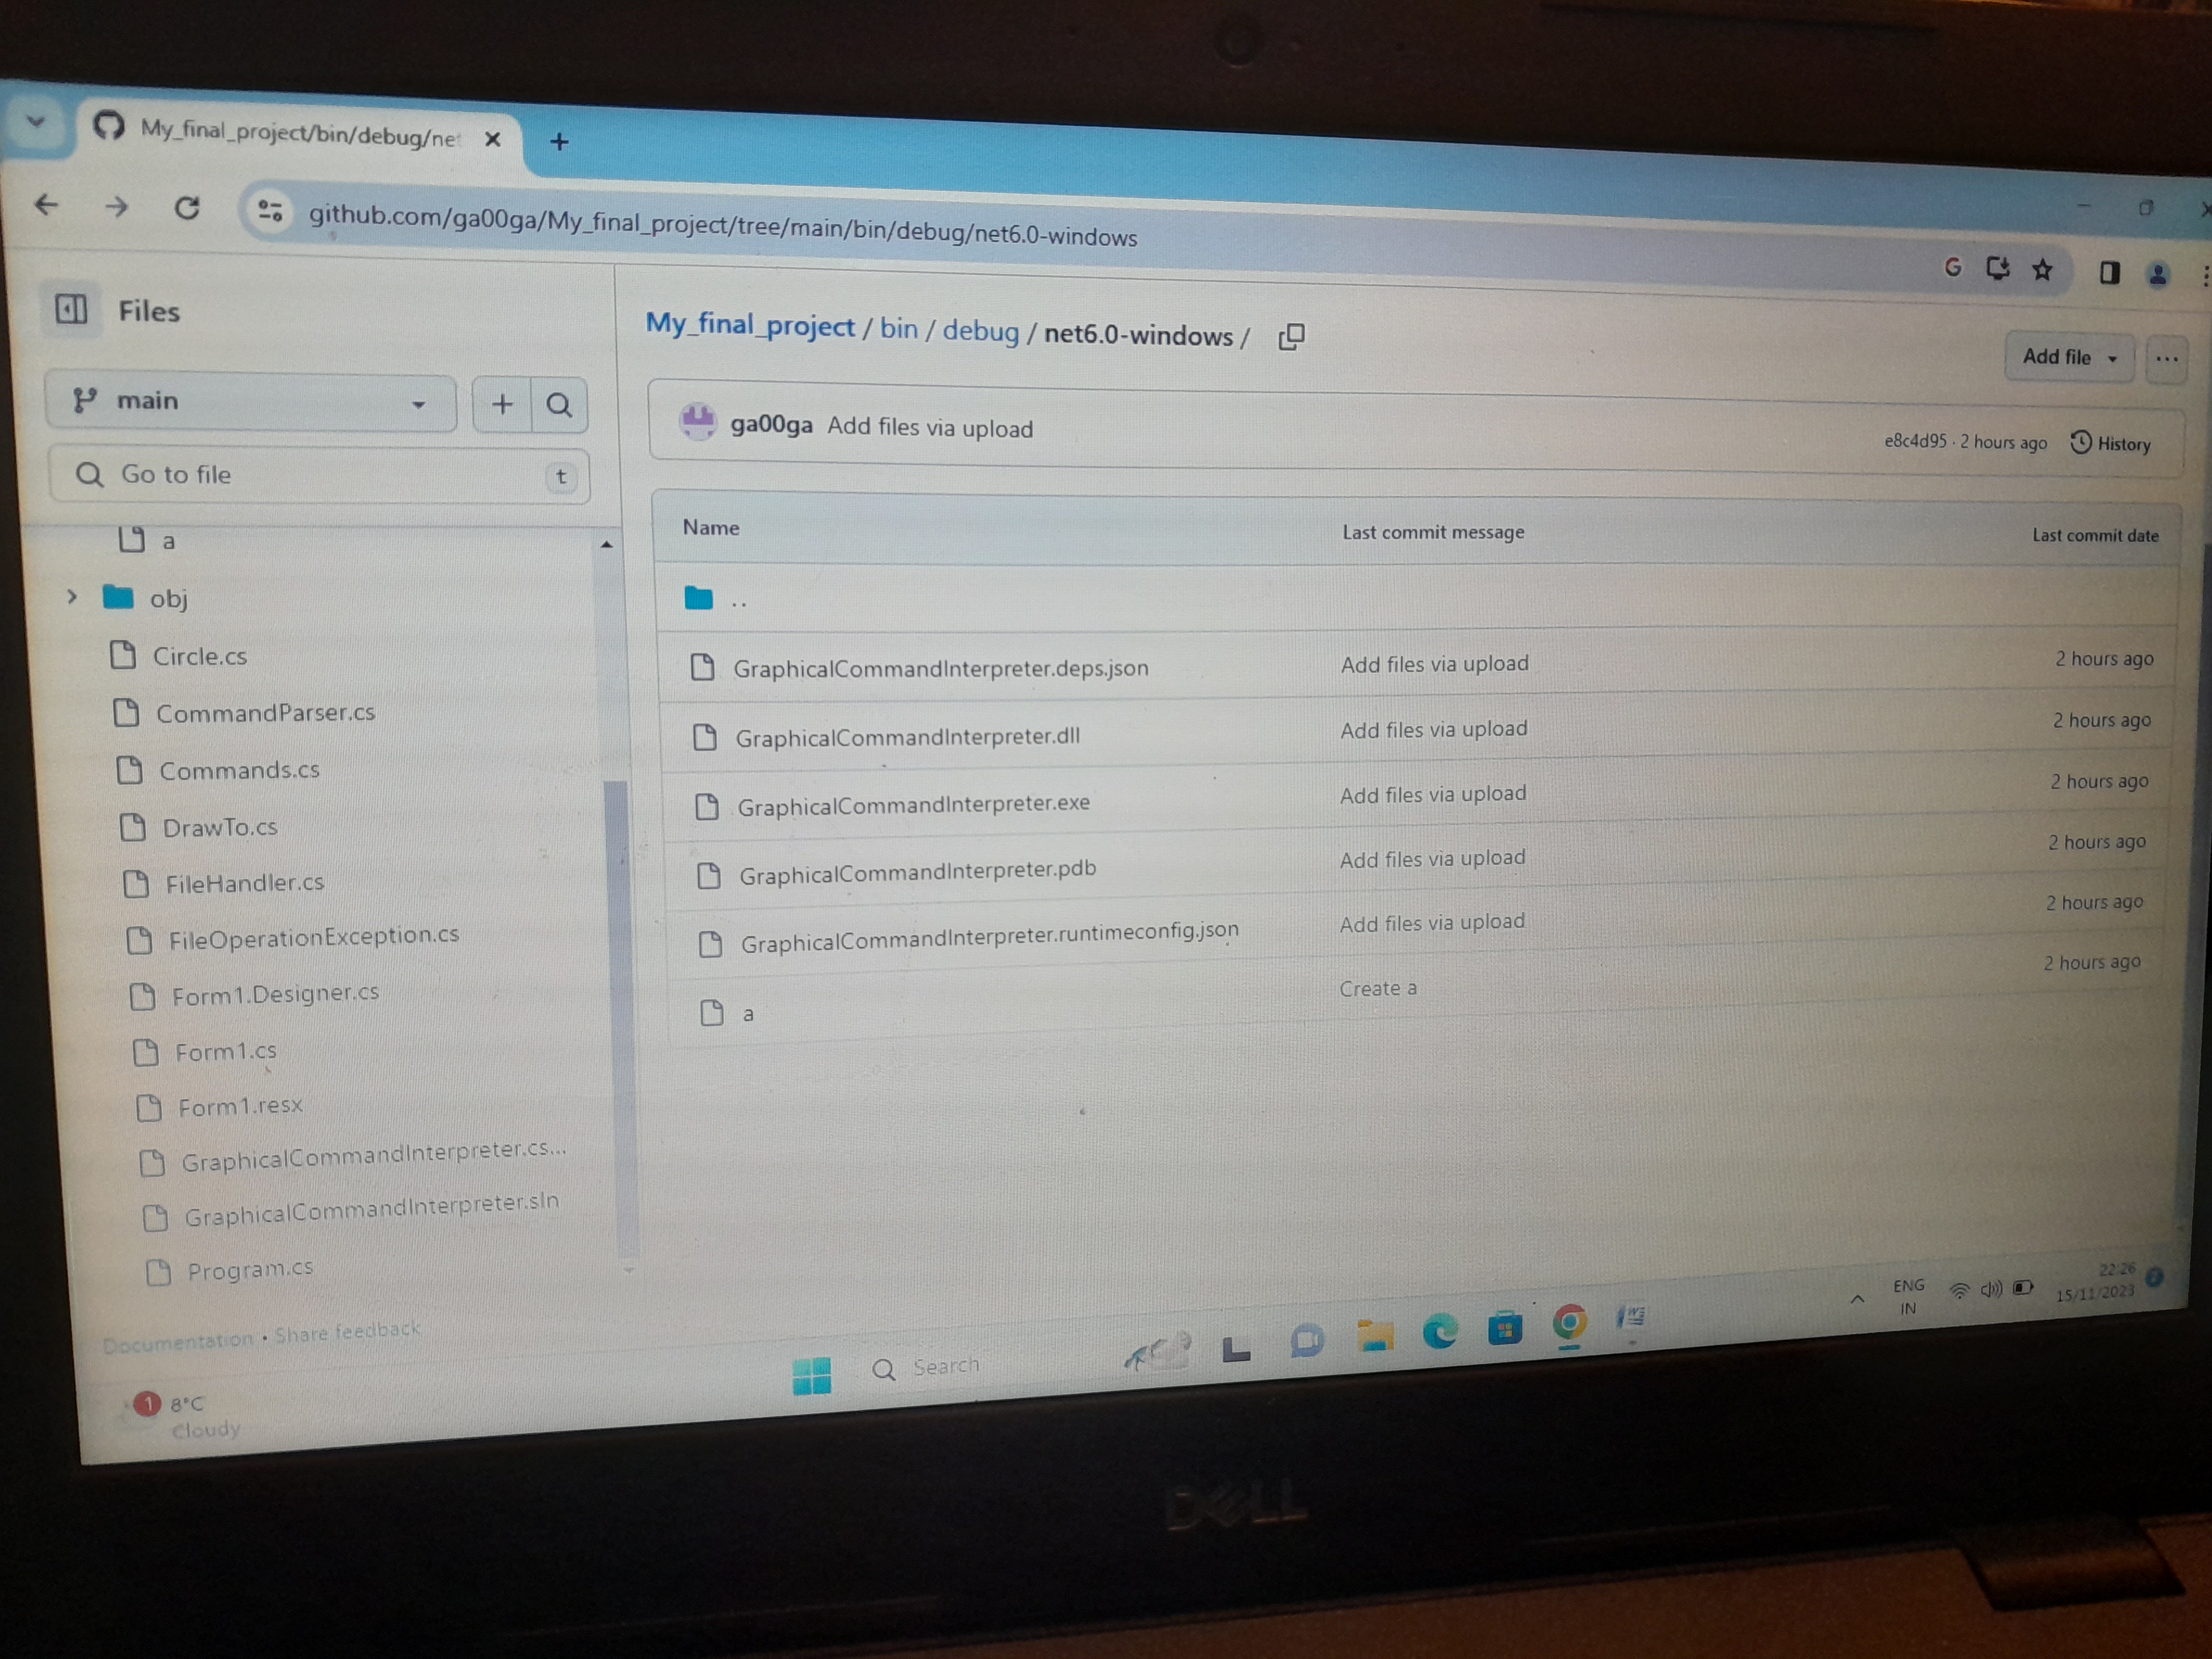 My_final_project/bin/debug/net
github.com/ga00ga/My_final_project/tree/main/bin/debug/net6.0-windows
G
Files
main
Go to file
t
a
obj
Circle.cs
CommandParser.cs
Commands.cs
DrawTo.cs
FileHandler.cs
FileOperationException.cs
Form1.Designer.cs
Form1.cs
Form1.resx
GraphicalCommandInterpreter.cs...
GraphicalCommandInterpreter.sln
Program.cs
Documentation • Share feedback
My_final_project / bin / debug / net6.0-windows /
Add file
...
ga00ga Add files via upload
e8c4d95 · 2 hours ago History
Name Last commit message Last commit date
..
GraphicalCommandInterpreter.deps.json Add files via upload 2 hours ago
GraphicalCommandInterpreter.dll Add files via upload 2 hours ago
GraphicalCommandInterpreter.exe Add files via upload 2 hours ago
GraphicalCommandInterpreter.pdb Add files via upload 2 hours ago
GraphicalCommandInterpreter.runtimeconfig.json Add files via upload 2 hours ago
a Create a 2 hours ago
1 8°C
Cloudy
Search
ENG
IN
22:26
15/11/2023
DELL